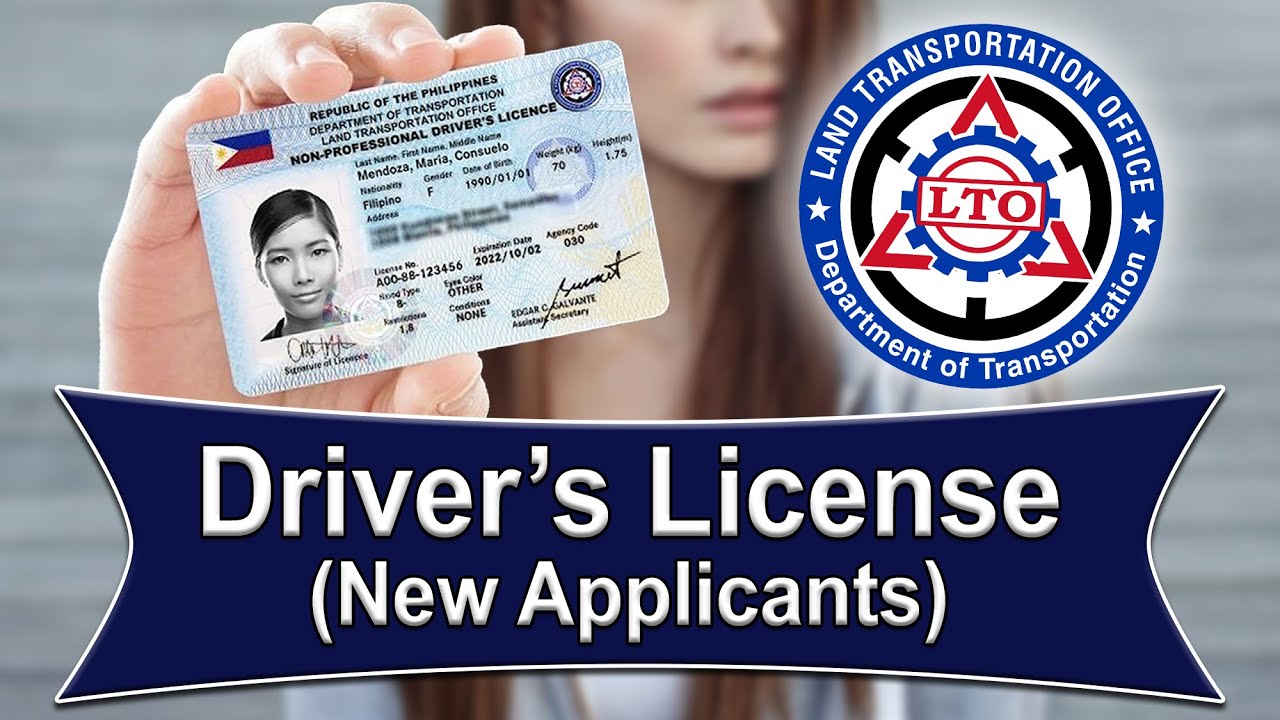 REPUBLIC OF THE PHILIPPINES
DEPARTMENT OF TRANSPORTATION
LAND TRANSPORTATION OFFICE
NON-PROFESSIONAL DRIVER'S LICENCE
Last Name, First Name, Middle Name
Mendoza, Maria, Consuelo
Nationality Gender Date of Birth Weight (kg) Height(m)
Filipino F 1990/01/01 70 1.75
Address
License No. Expiration Date Agency Code
A00-88-123456 2022/10/02 030
Blood Type Eyes Color
B- OTHER
Restrictions Conditions
1,8 NONE
EDGAR C. GALVANTE
Assistant Secretary
Signature of Licensee
LAND TRANSPORTATION OFFICE
LTO
Department of Transportation
Driver's License
(New Applicants)